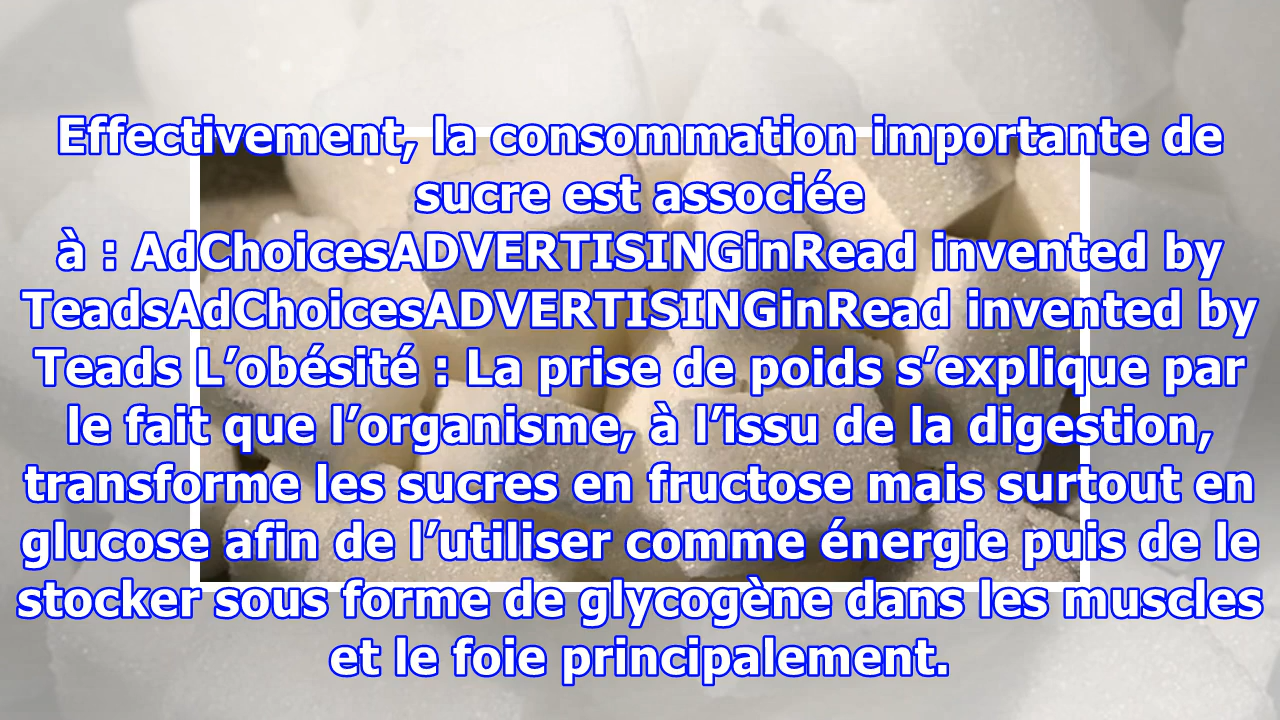 Effectivement, la consommation importante de
sucre est associée
à : AdChoicesADVERTISINGinRead invented by
TeadsAdChoicesADVERTISINGinRead invented by
Teads L’obésité : La prise de poids s’explique par
le fait que l’organisme, à l’issu de la digestion,
transforme les sucres en fructose mais surtout en
glucose afin de l’utiliser comme énergie puis de le
stocker sous forme de glycogène dans les muscles
et le foie principalement.